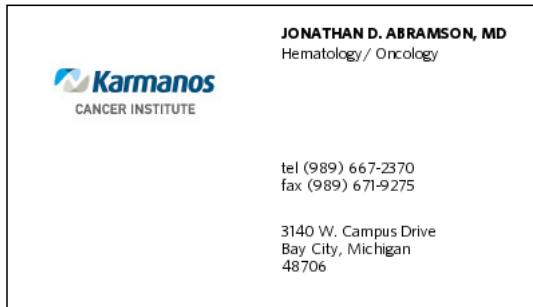 JONATHAN D. ABRAMSON, MD
Hematology/ Oncology
Karmanos
CANCER INSTITUTE
tel (989) 667-2370
fax (989) 671-9275
3140 W. Campus Drive
Bay City, Michigan
48706